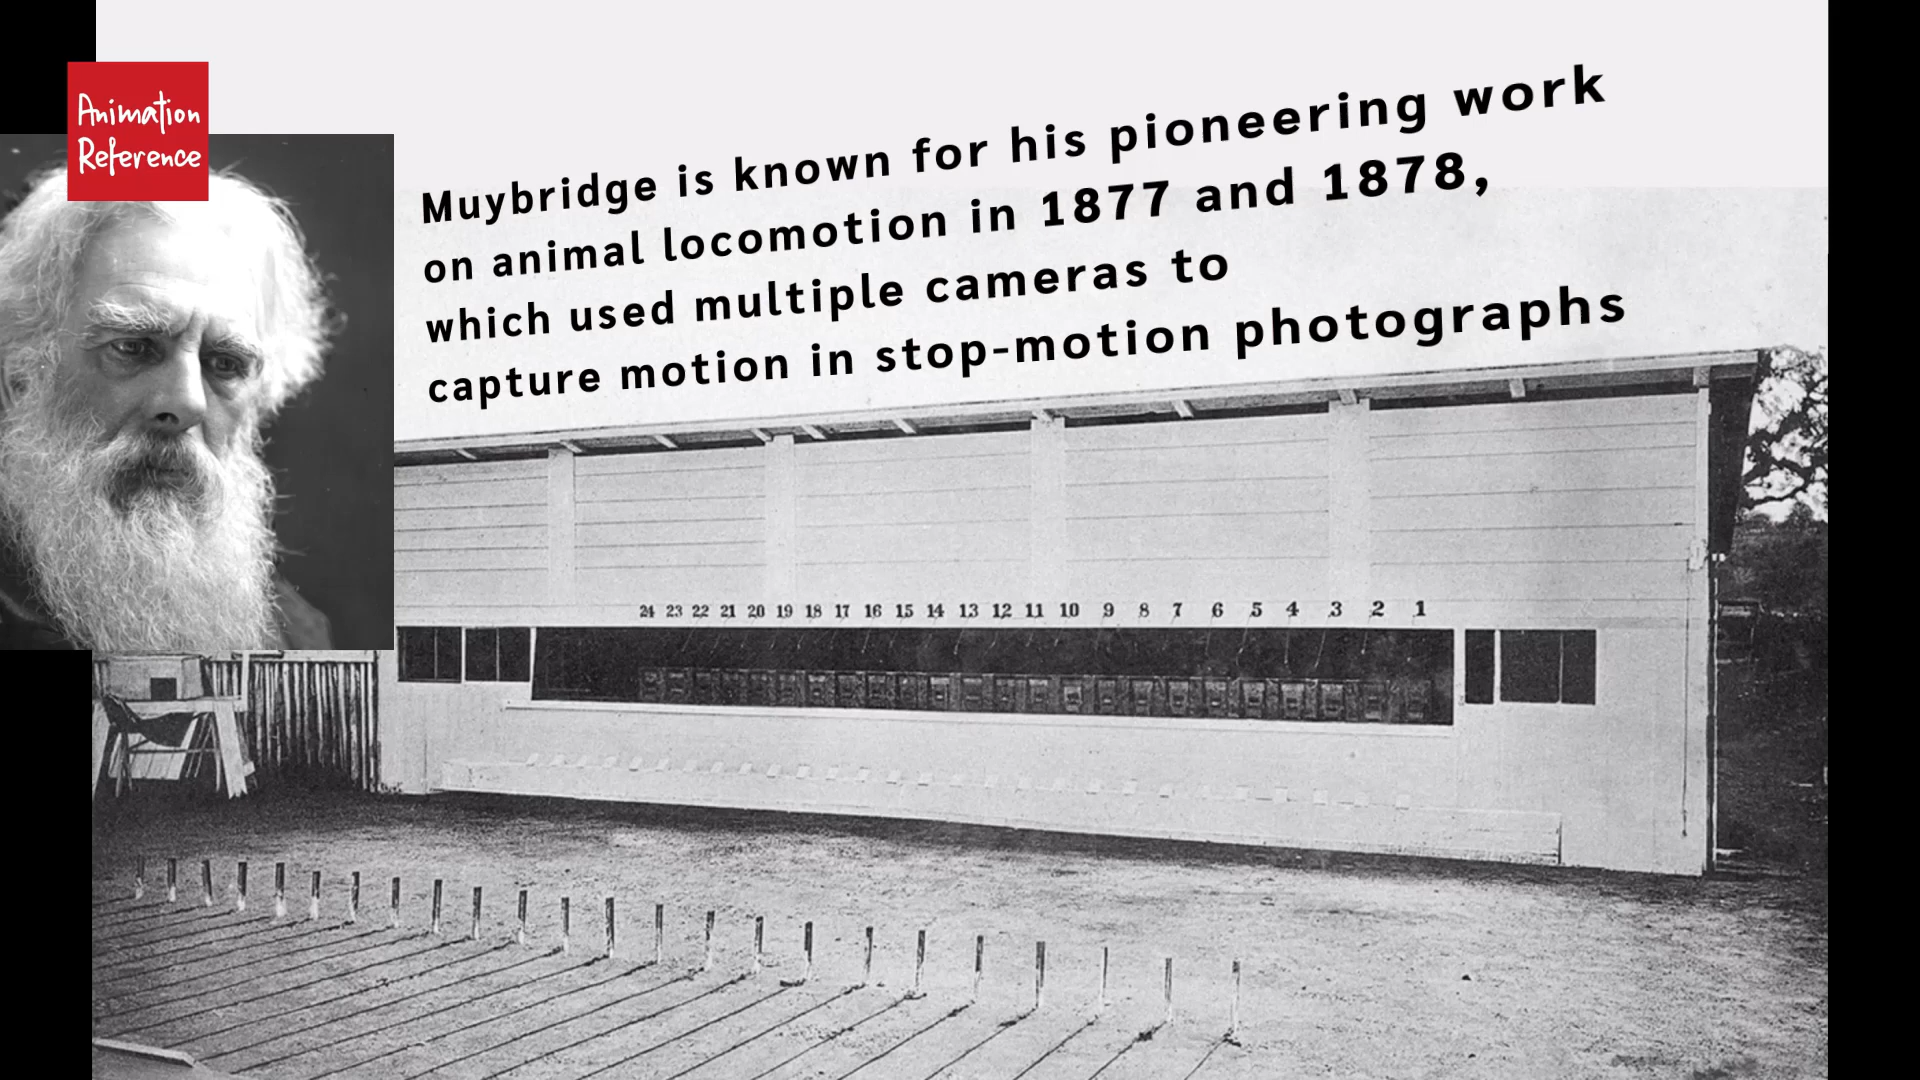 Animation
Reference
Muybridge is known for his pioneering work
on animal locomotion in 1877 and 1878,
which used multiple cameras to
capture motion in stop-motion photographs
24 23 22 21 20 19 18 17 16 15 14 13 12 11 10 9 8 7 6 5 4 3 2 1